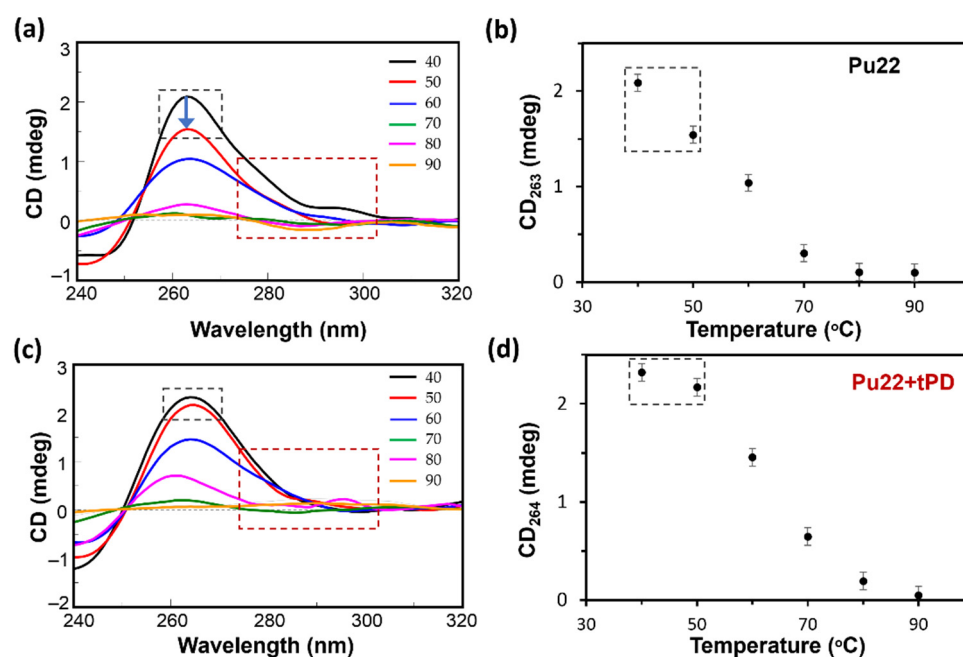 (a)
3
2
1
0
–1
CD (mdeg)
40
50
60
70
80
90
240 260 280 300 320
Wavelength (nm)
(b)
Pu22
2
1
0
CD263
30 50 70 90
Temperature (oC)
(c)
3
2
1
0
–1
–2
CD (mdeg)
40
50
60
70
80
90
240 260 280 300 320
Wavelength (nm)
(d)
Pu22+tPD
2
1
0
CD264 (mdeg)
30 50 70 90
Temperature (oC)